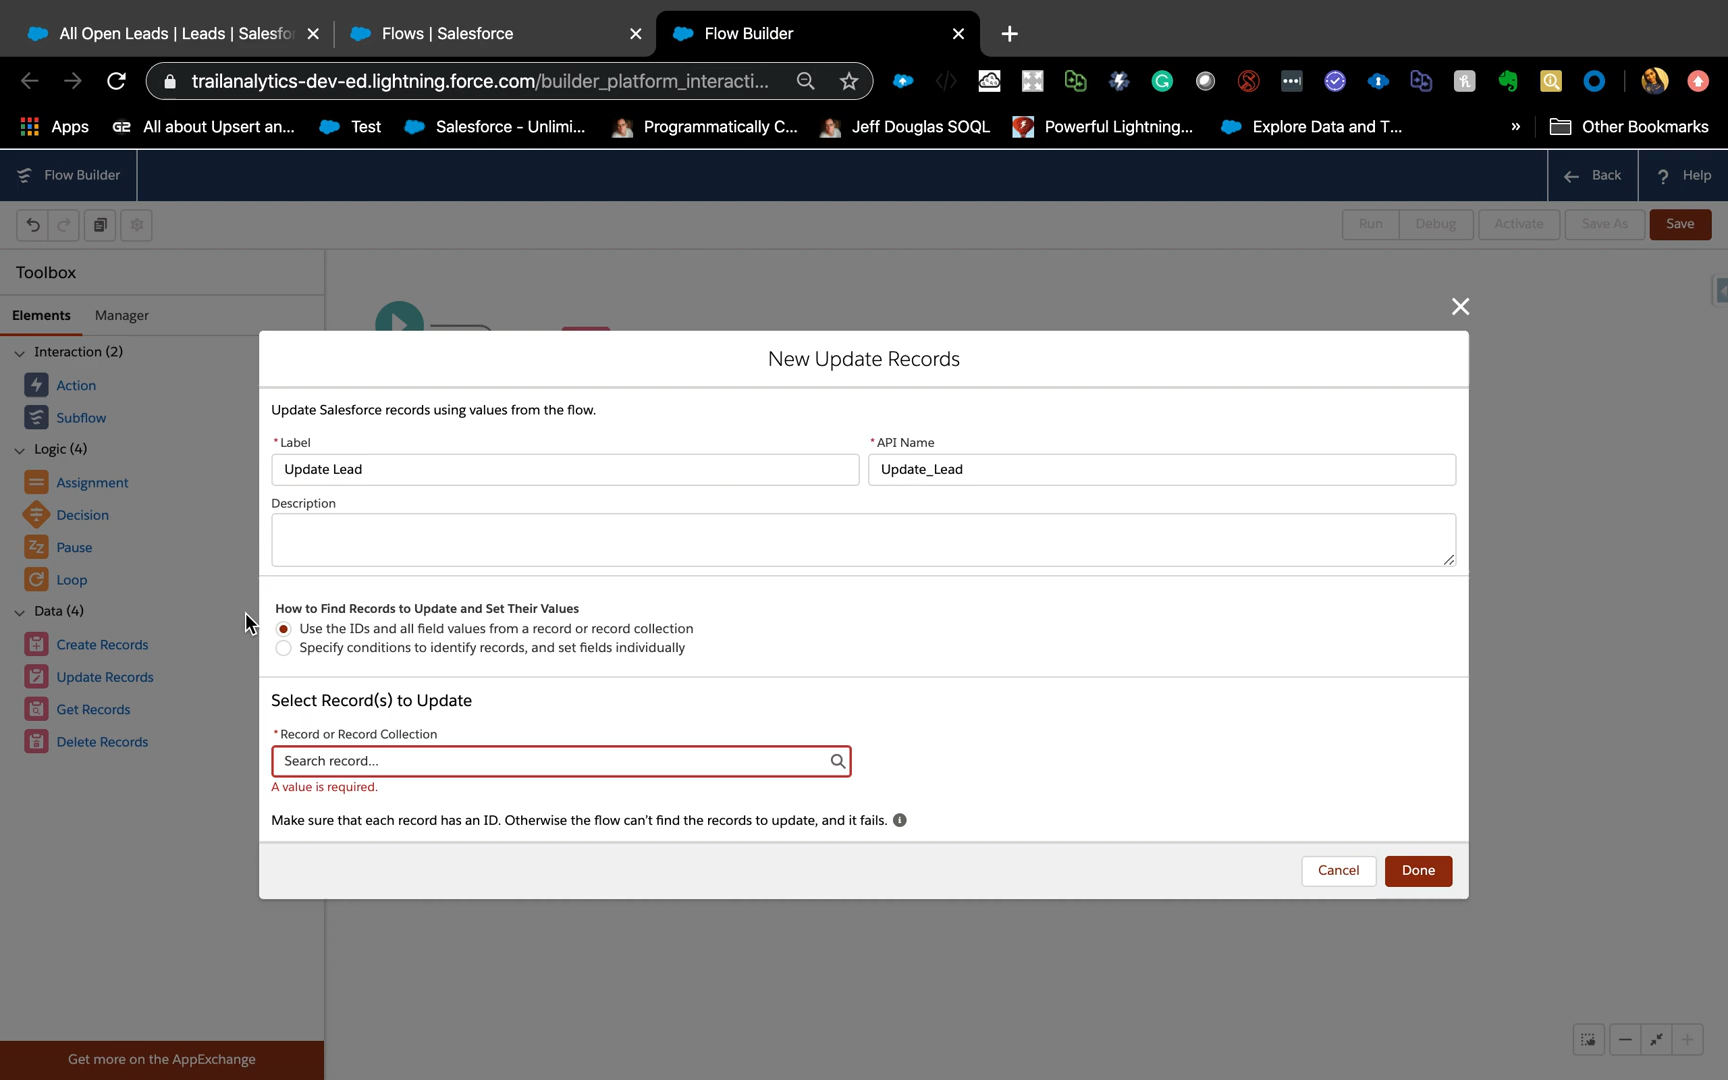 All Open Leads | Leads | Salesfo
Flows | Salesforce
Flow Builder
trailanalytics-dev-ed.lightning.force.com/builder_platform_interacti...
Apps
G2 All about Upsert an...
Test
Salesforce - Unlimi...
Programmatically C...
Jeff Douglas SOQL
Powerful Lightning...
Explore Data and T...
»
Other Bookmarks
Flow Builder
Back
? Help
Run
Debug
Activate
Save As
Save
Toolbox
Elements
Manager
Interaction (2)
Action
Subflow
Logic (4)
Assignment
Decision
Pause
Loop
Data (4)
Create Records
Update Records
Get Records
Delete Records
Get more on the AppExchange
New Update Records
Update Salesforce records using values from the flow.
* Label
Update Lead
* API Name
Update_Lead
Description
How to Find Records to Update and Set Their Values
Use the IDs and all field values from a record or record collection
Specify conditions to identify records, and set fields individually
Select Record(s) to Update
* Record or Record Collection
Search record...
A value is required.
Make sure that each record has an ID. Otherwise the flow can't find the records to update, and it fails.
Cancel
Done